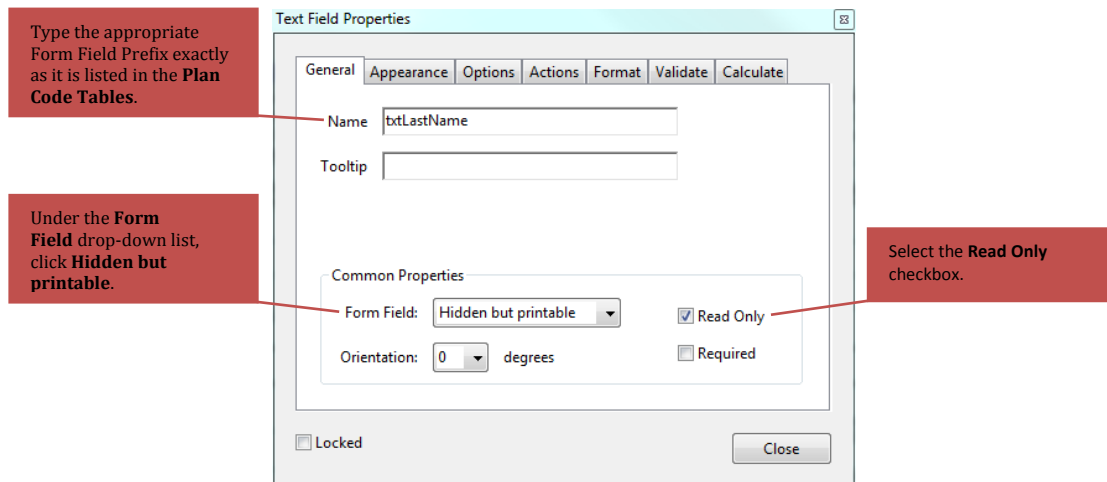 Type the appropriate
Form Field Prefix exactly
as it is listed in the Plan
Code Tables.
Text Field Properties
General Appearance Options Actions Format Validate Calculate
Name txtLastName
Tooltip
Under the Form
Field drop-down list,
click Hidden but
printable.
Select the Read Only
checkbox.
Common Properties
Form Field: Hidden but printable
Read Only
Orientation: 0 degrees
Required
Locked
Close